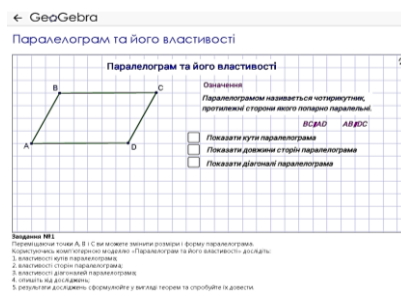 ← GeoGebra
Паралелограм та його властивості
Паралелограм та його властивості
B
C
A
D
Означення
Паралелограмом називається чотирикутник,
протилежні сторони якого попарно паралельні.
BC∥AD AB∥DC
Показати кути паралелограма
Показати довжини сторін паралелограма
Показати діагоналі паралелограма
Завдання №1
Переміщаючи точки A, B і C ви можете змінити розміри і форму паралелограма.
Користуючись комп'ютерною моделлю «Паралелограм та його властивості» дослідіть:
1. властивості кутів паралелограма;
2. властивості сторін паралелограма;
3. властивості діагоналей паралелограма;
4. опишіть хід досліджень;
5. результати досліджень сформулюйте у вигляді теорем та спробуйте їх довести.